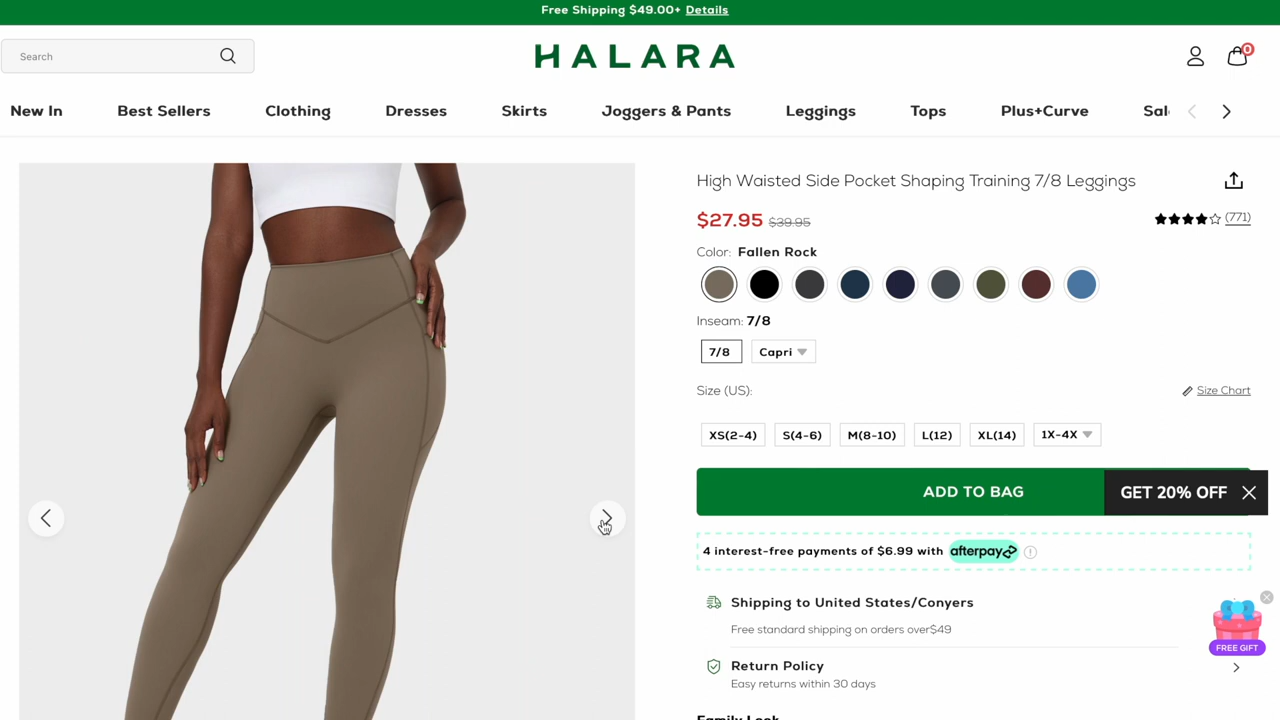 Free Shipping $49.00+ Details
Search
HALARA
0
New In Best Sellers Clothing Dresses Skirts Joggers & Pants Leggings Tops Plus+Curve Sal
High Waisted Side Pocket Shaping Training 7/8 Leggings
$27.95 $39.95
(771)
Color: Fallen Rock
Inseam: 7/8
7/8 Capri
Size (US):
Size Chart
XS(2-4) S(4-6) M(8-10) L(12) XL(14) 1X-4X
ADD TO BAG
GET 20% OFF
4 interest-free payments of $6.99 with afterpay
Shipping to United States/Conyers
Free standard shipping on orders over$49
FREE GIFT
Return Policy
Easy returns within 30 days
Family Look